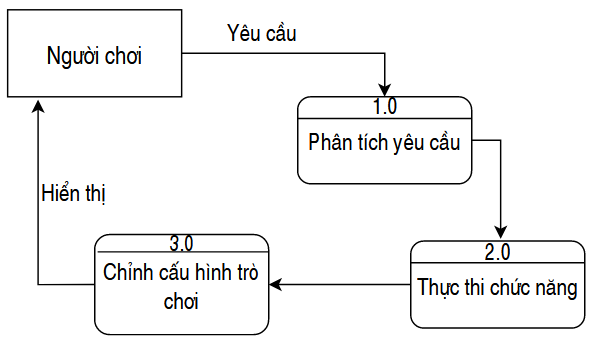 Người chơi
Yêu cầu
1.0
Phân tích yêu cầu
Hiển thị
3.0
Chỉnh cấu hình trò
chơi
2.0
Thực thi chức năng